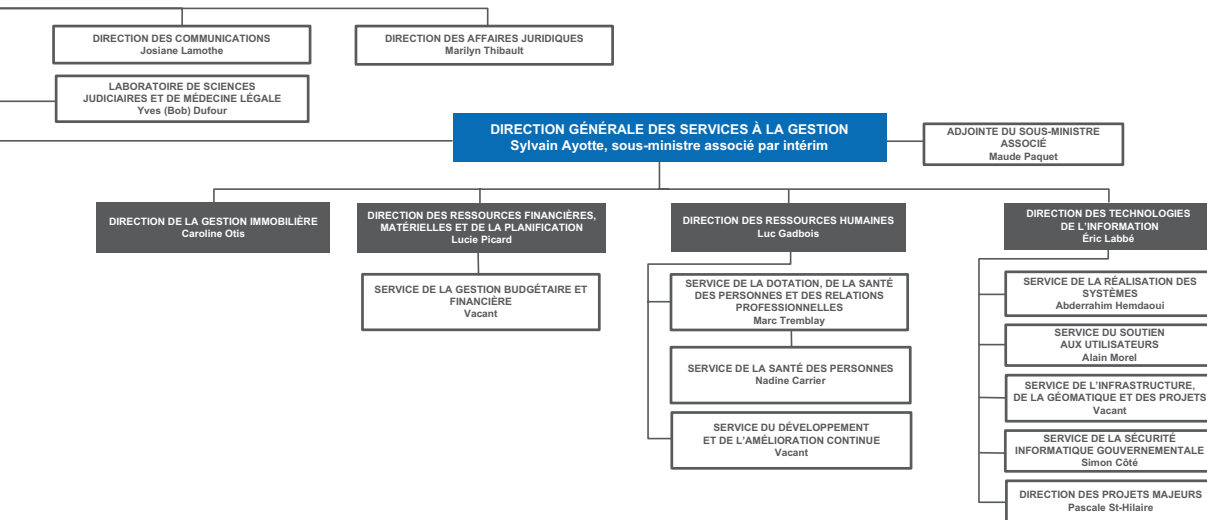 DIRECTION DES COMMUNICATIONS
Josiane Lamothe
DIRECTION DES AFFAIRES JURIDIQUES
Marilyn Thibault
LABORATOIRE DE SCIENCES
JUDICIAIRES ET DE MÉDECINE LÉGALE
Yves (Bob) Dufour
DIRECTION GÉNÉRALE DES SERVICES À LA GESTION
Sylvain Ayotte, sous-ministre associé par intérim
ADJOINTE DU SOUS-MINISTRE
ASSOCIÉ
Maude Paquet
DIRECTION DE LA GESTION IMMOBILIÈRE
Caroline Otis
DIRECTION DES RESSOURCES FINANCIÈRES,
MATÉRIELLES ET DE LA PLANIFICATION
Lucie Picard
SERVICE DE LA GESTION BUDGÉTAIRE ET
FINANCIÈRE
Vacant
DIRECTION DES RESSOURCES HUMAINES
Luc Gadbois
SERVICE DE LA DOTATION, DE LA SANTÉ
DES PERSONNES ET DES RELATIONS
PROFESSIONNELLES
Marc Tremblay
SERVICE DE LA SANTÉ DES PERSONNES
Nadine Carrier
SERVICE DU DÉVELOPPEMENT
ET DE L'AMÉLIORATION CONTINUE
Vacant
DIRECTION DES TECHNOLOGIES
DE L'INFORMATION
Éric Labbé
SERVICE DE LA RÉALISATION DES
SYSTÈMES
Abderrahim Hemdaoui
SERVICE DU SOUTIEN
AUX UTILISATEURS
Alain Morel
SERVICE DE L'INFRASTRUCTURE,
DE LA GÉOMATIQUE ET DES PROJETS
Vacant
SERVICE DE LA SÉCURITÉ
INFORMATIQUE GOUVERNEMENTALE
Simon Côté
DIRECTION DES PROJETS MAJEURS
Pascale St-Hilaire